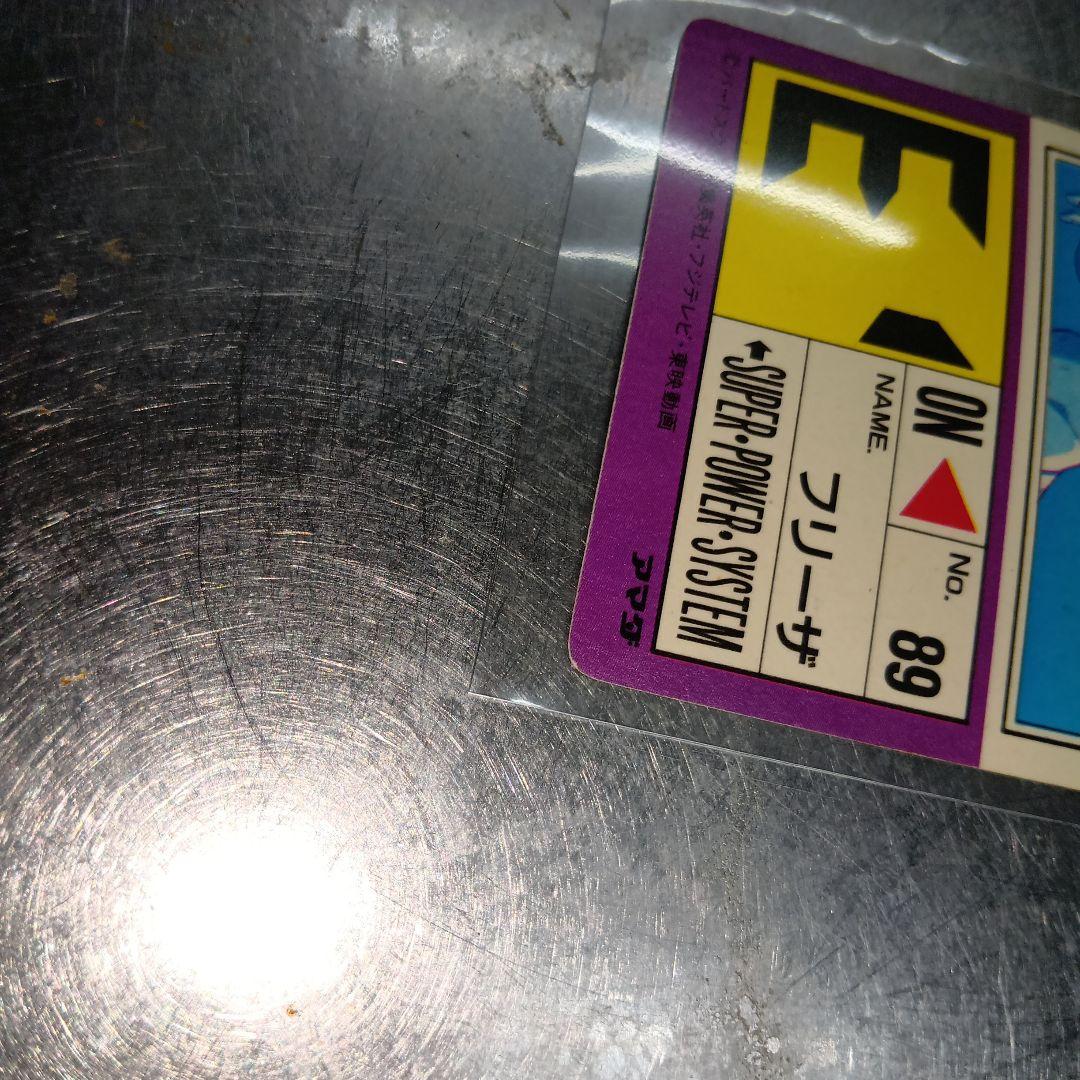 ON
No.
89
NAME.
フリーザ
SUPER・POWER・SYSTEM
集英社・フジテレビ・東映動画
アマダ